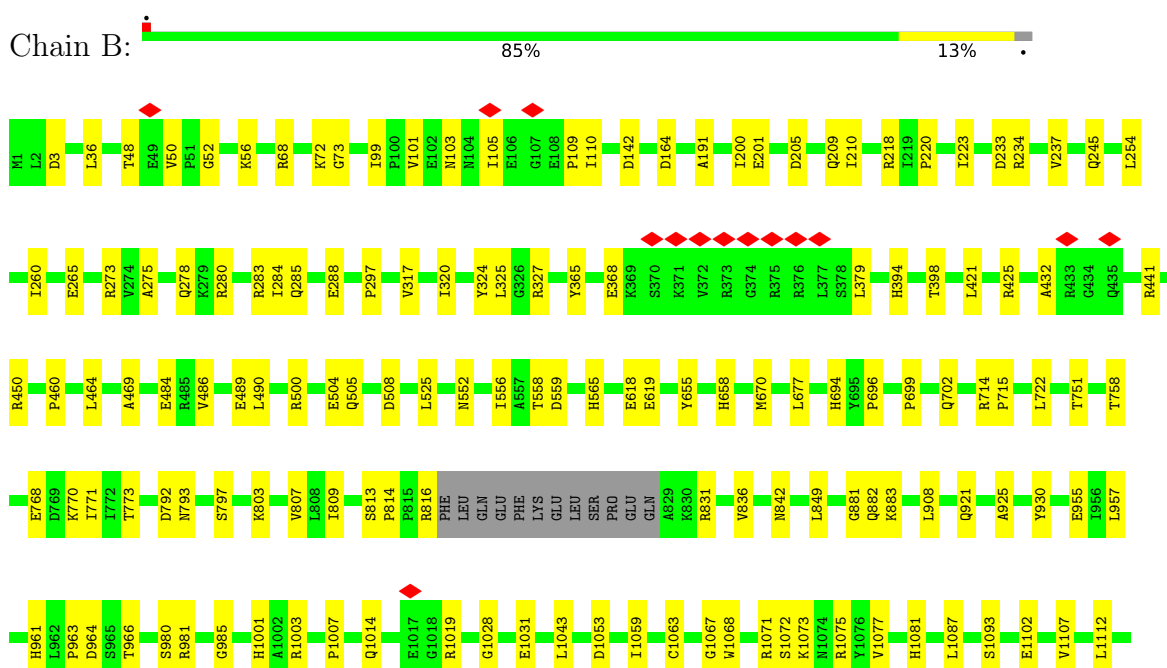 Chain B:
85% 13%
M1 L2 D3 L36 T48 E49 V50 P51 G52 K56 R68 K72 G73 I99 P100 V101 E102 N103 N104 I105 E106 G107 E108 P109 I110 D142 D164 A191 I200 E201 D205 Q209 I210 R218 I219 P220 I223 D233 R234 V237 Q245 L254
I260 E265 R273 V274 A275 Q278 K279 R280 R283 I284 Q285 E288 P297 V317 I320 Y324 L325 G326 R327 Y365 E368 K369 S370 K371 V372 R373 G374 R375 R376 L377 S378 L379 H394 T398 L421 R425 A432 R433 G434 Q435 R441
R450 P460 L464 A469 E484 R485 V486 E489 L490 R500 E504 Q505 D508 L525 N552 I556 A557 T558 D559 H565 E618 E619 Y655 H658 M670 L677 H694 Y695 P696 P699 Q702 R714 P715 L722 T751 T758
E768 D769 K770 I771 I772 T773 D792 N793 S797 K803 V807 L808 I809 S813 P814 P815 R816 PHE LEU GLN GLU PHE LYS GLU LEU SER PRO GLU GLN A829 K830 R831 V836 N842 L849 G881 Q882 K883 L908 Q921 A925 Y930 E955 I956 L957
H961 L962 P963 D964 S965 T966 S980 R981 G985 H1001 A1002 R1003 P1007 Q1014 E1017 G1018 R1019 G1028 E1031 L1043 D1053 I1059 C1063 G1067 W1068 R1071 S1072 K1073 N1074 R1075 Y1076 V1077 H1081 L1087 S1093 E1102 V1107 L1112